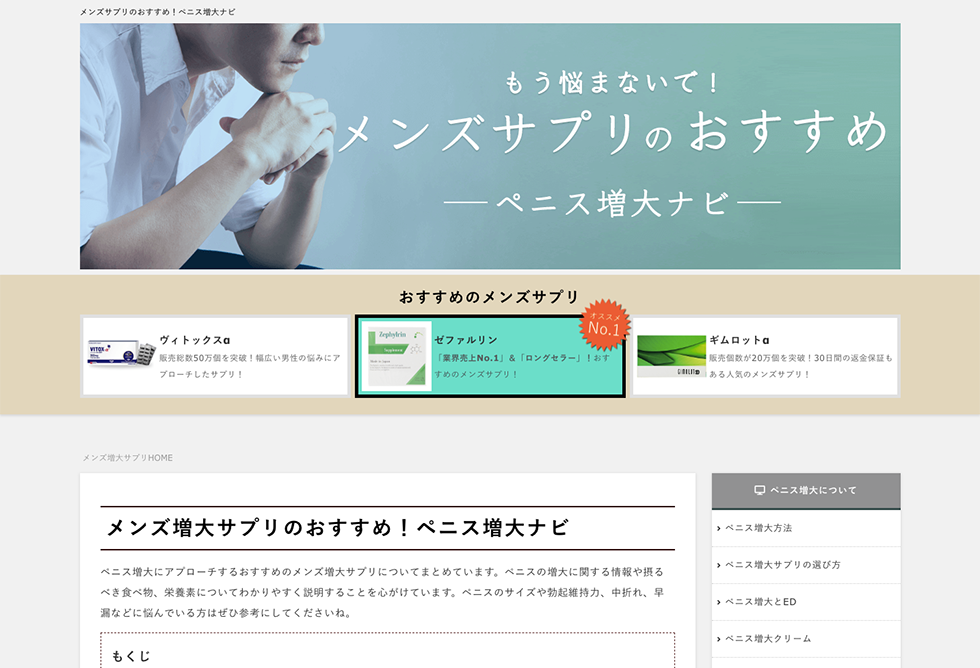 メンズサプリのおすすめ！ペニス増大ナビ
もう悩まないで！
メンズサプリのおすすめ
ペニス増大ナビ
おすすめのメンズサプリ
オススメ
No.1
ヴィトックスα
販売総数50万個を突破！幅広い男性の悩みにア
プローチしたサプリ！
VITOX
ゼファルリン
「業界売上No.1」&「ロングセラー」！おす
すめのメンズサプリ！
Zephylrin
ギムロットα
販売個数が20万個を突破！30日間の返金保証も
ある人気のメンズサプリ！
メンズ増大サプリHOME
メンズ増大サプリのおすすめ！ペニス増大ナビ
ペニス増大にアプローチするおすすめのメンズ増大サプリについてまとめています。ペニスの増大に関する情報や摂る
べき食べ物、栄養素についてわかりやすく説明することを心がけています。ペニスのサイズや勃起維持力、中折れ、早
漏などに悩んでいる方はぜひ参考にしてくださいね。
もくじ
ペニス増大について
ペニス増大方法
ペニス増大サプリの選び方
ペニス増大とED
ペニス増大クリーム